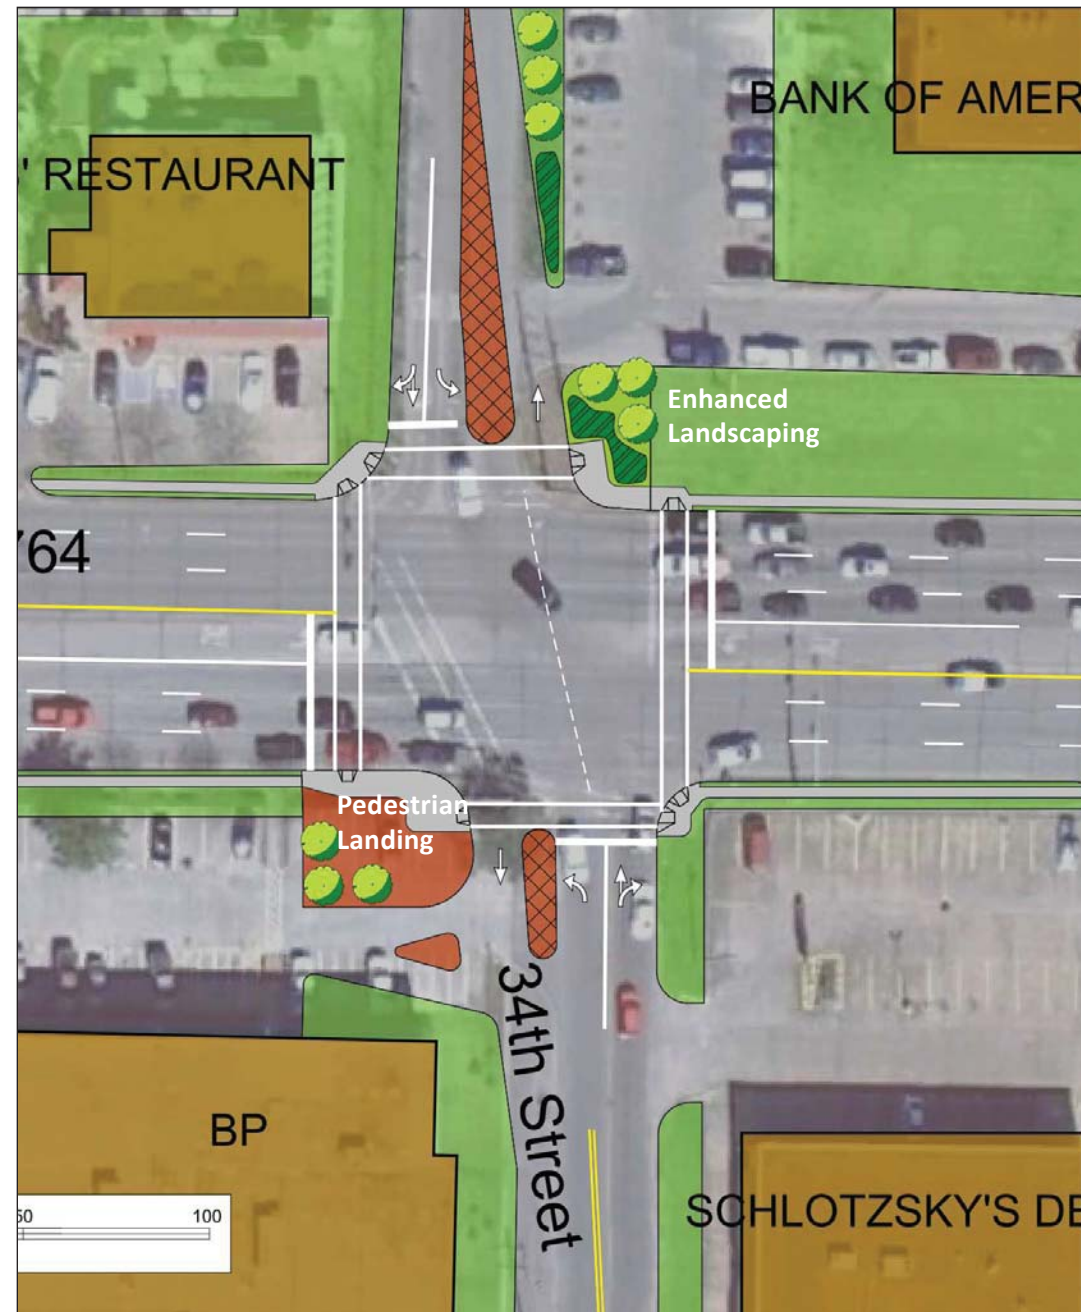 BANK OF AMER
' RESTAURANT
Enhanced
Landscaping
764
Pedestrian
Landing
34th Street
BP
50 100
SCHLOTZSKY'S DE